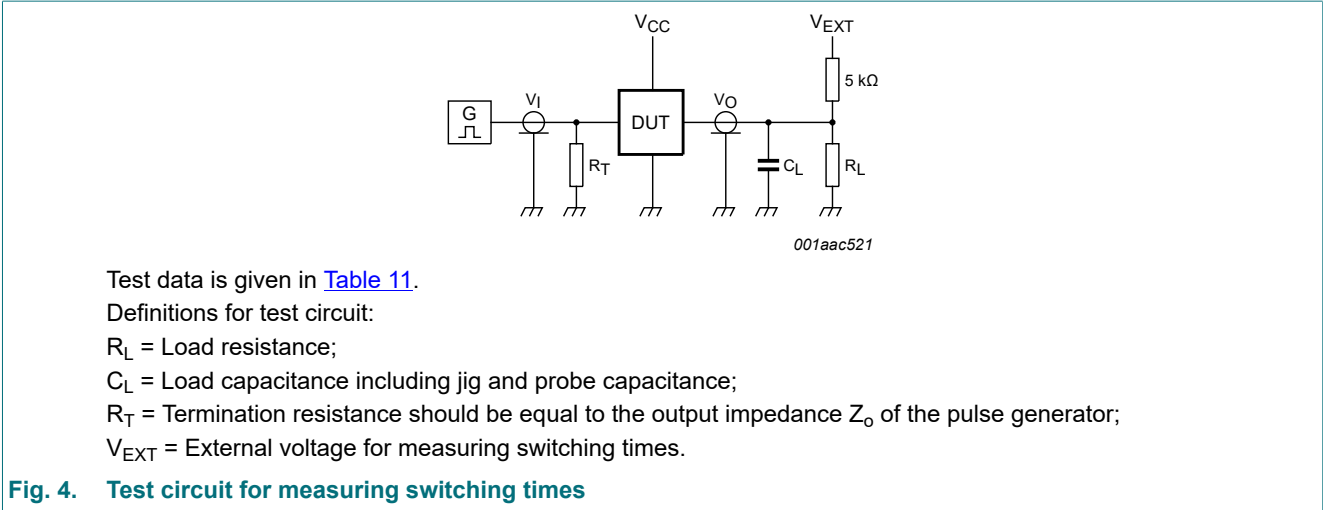 VCC
VEXT
5 kΩ
G
VI
DUT
VO
RT
CL
RL
001aac521
Test data is given in Table 11.
Definitions for test circuit:
RL = Load resistance;
CL = Load capacitance including jig and probe capacitance;
RT = Termination resistance should be equal to the output impedance Zo of the pulse generator;
VEXT = External voltage for measuring switching times.
Fig. 4. Test circuit for measuring switching times